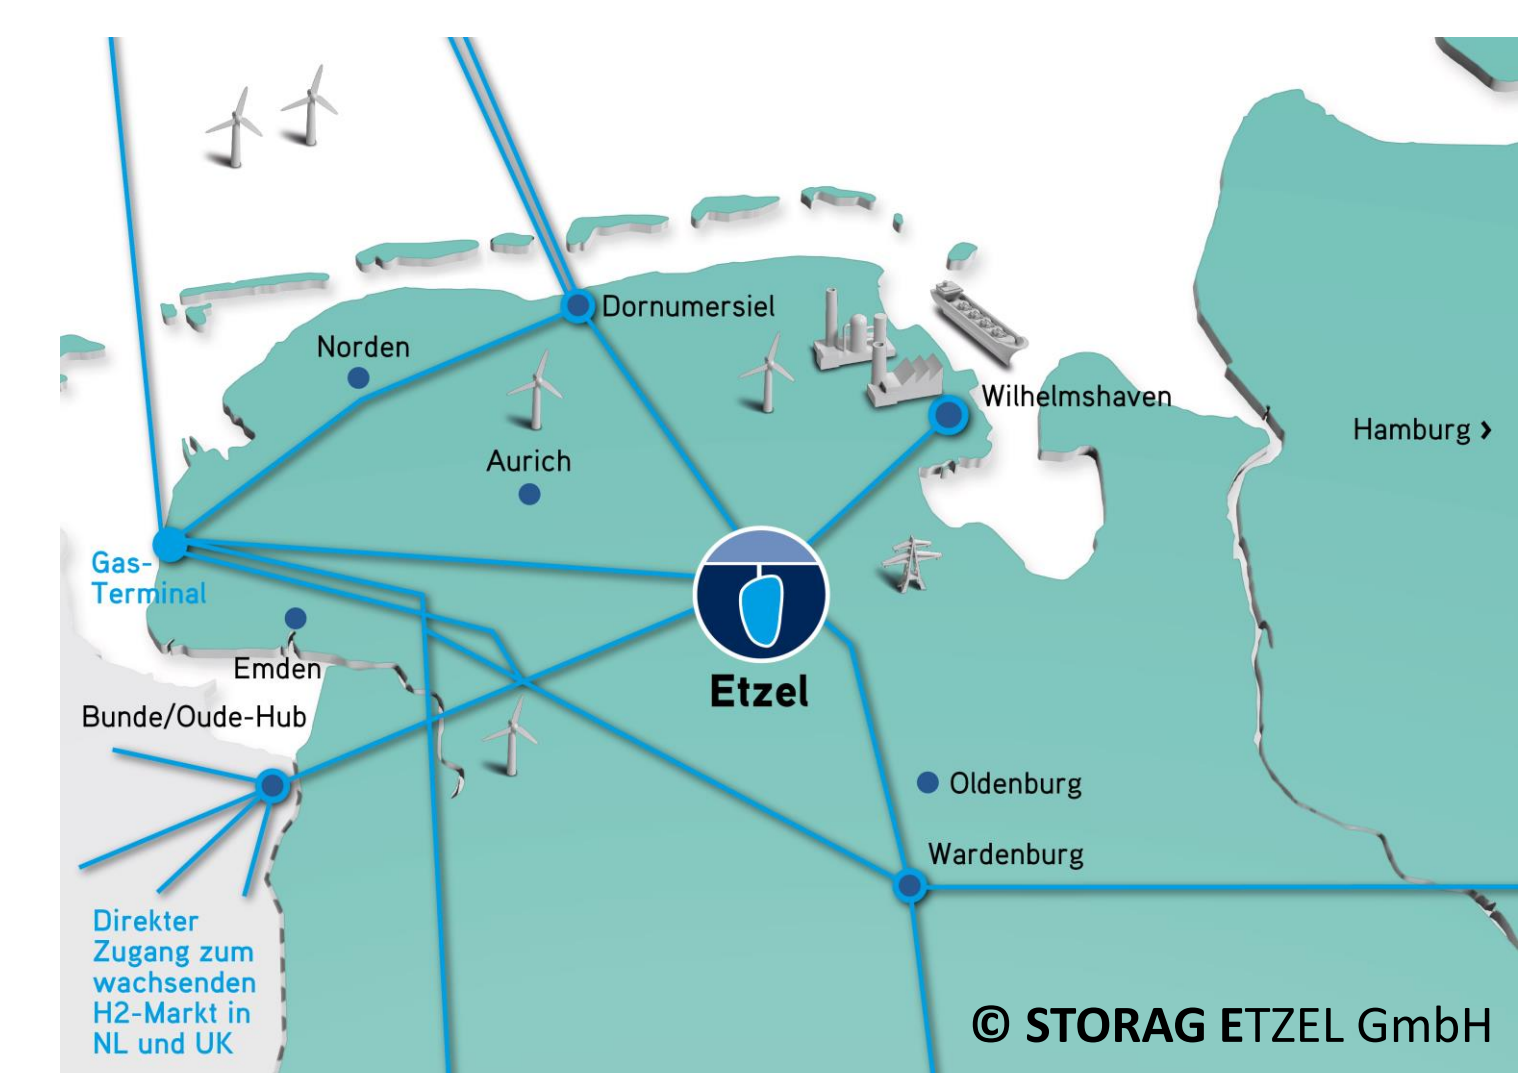 Dornumersiel
Norden
Wilhelmshaven
Hamburg ›
Aurich
Gas-
Terminal
Emden
Etzel
Bunde/Oude-Hub
Oldenburg
Wardenburg
Direkter
Zugang zum
wachsenden
H2-Markt in
NL und UK
© STORAG ETZEL GmbH